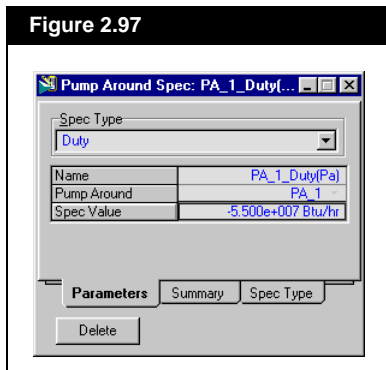 Figure 2.97
Pump Around Spec: PA_1_Duty(...
Spec Type
Duty
Name PA_1_Duty(Pa)
Pump Around PA_1
Spec Value -5.500e+007 Btu/hr
Parameters Summary Spec Type
Delete